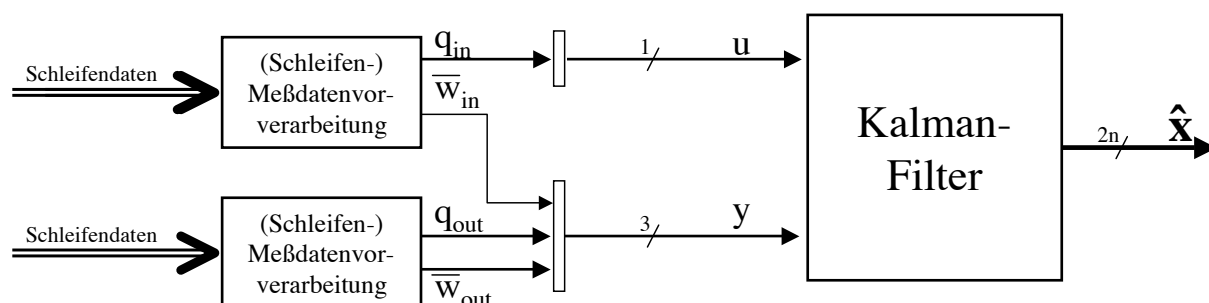 Schleifendaten
(Schleifen-)
Meßdatenvor-
verarbeitung
q_in
w̅_in
1
u
Kalman-
Filter
2n
x̂
Schleifendaten
(Schleifen-)
Meßdatenvor-
verarbeitung
q_out
w̅_out
3
y